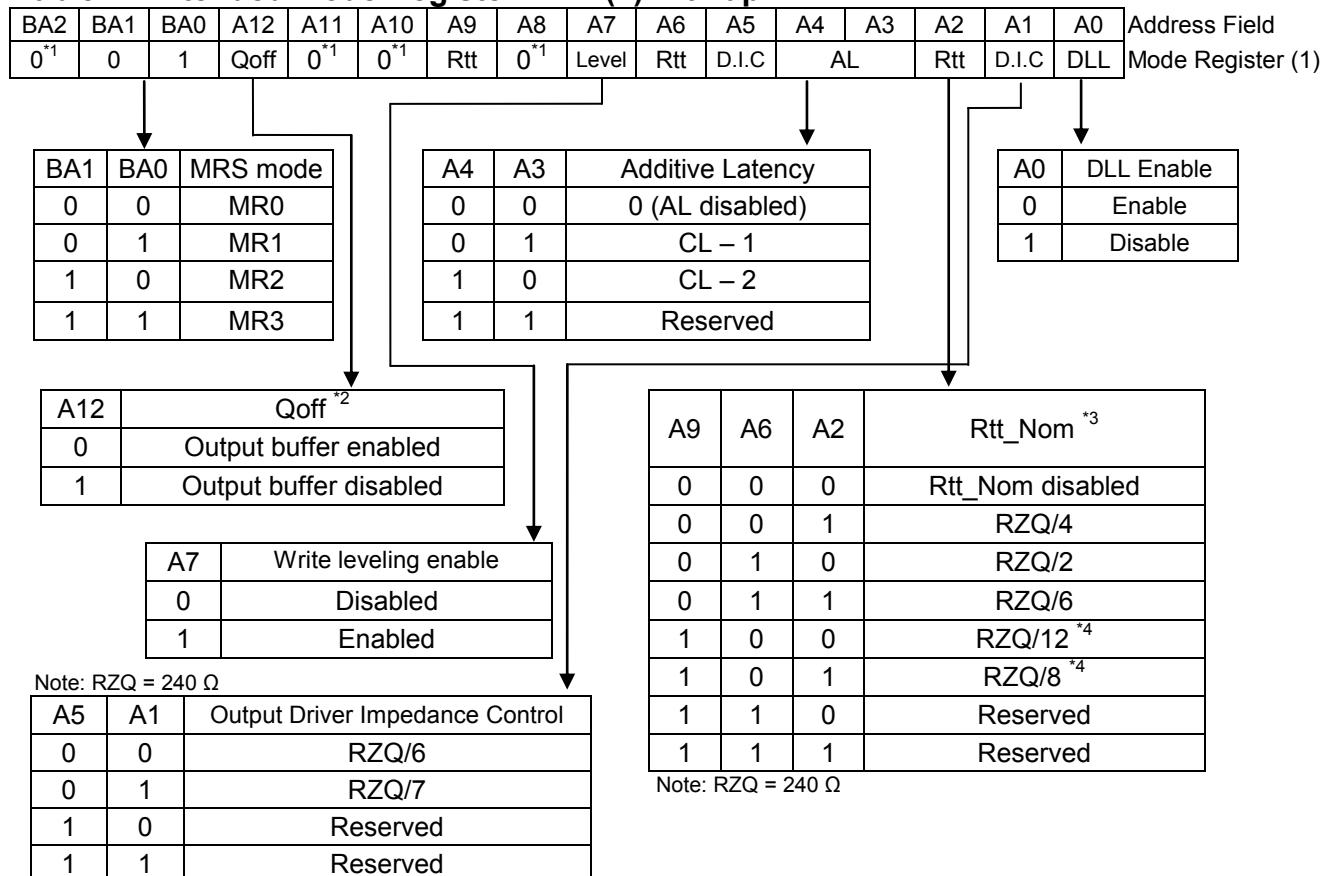 BA2 BA1 BA0 A12 A11 A10 A9 A8 A7 A6 A5 A4 A3 A2 A1 A0 Address Field
0*1 0 1 Qoff 0*1 0*1 Rtt 0*1 Level Rtt D.I.C AL Rtt D.I.C DLL Mode Register (1)
BA1 BA0 MRS mode
0 0 MR0
0 1 MR1
1 0 MR2
1 1 MR3
A4 A3 Additive Latency
0 0 0 (AL disabled)
0 1 CL – 1
1 0 CL – 2
1 1 Reserved
A0 DLL Enable
0 Enable
1 Disable
A12 Qoff *2
0 Output buffer enabled
1 Output buffer disabled
A7 Write leveling enable
0 Disabled
1 Enabled
Note: RZQ = 240 Ω
A5 A1 Output Driver Impedance Control
0 0 RZQ/6
0 1 RZQ/7
1 0 Reserved
1 1 Reserved
A9 A6 A2 Rtt_Nom *3
0 0 0 Rtt_Nom disabled
0 0 1 RZQ/4
0 1 0 RZQ/2
0 1 1 RZQ/6
1 0 0 RZQ/12 *4
1 0 1 RZQ/8 *4
1 1 0 Reserved
1 1 1 Reserved
Note: RZQ = 240 Ω